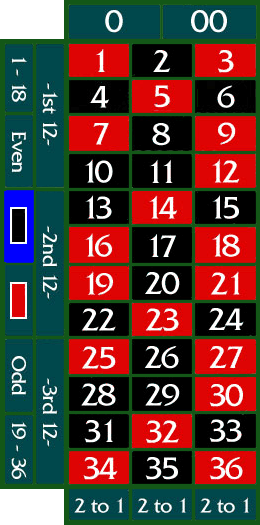 0 00
1 2 3
4 5 6
7 8 9
10 11 12
13 14 15
16 17 18
19 20 21
22 23 24
25 26 27
28 29 30
31 32 33
34 35 36
2 to 1 2 to 1 2 to 1
-1st 12-
-2nd 12-
-3rd 12-
1 - 18
Even
Odd
19 - 36